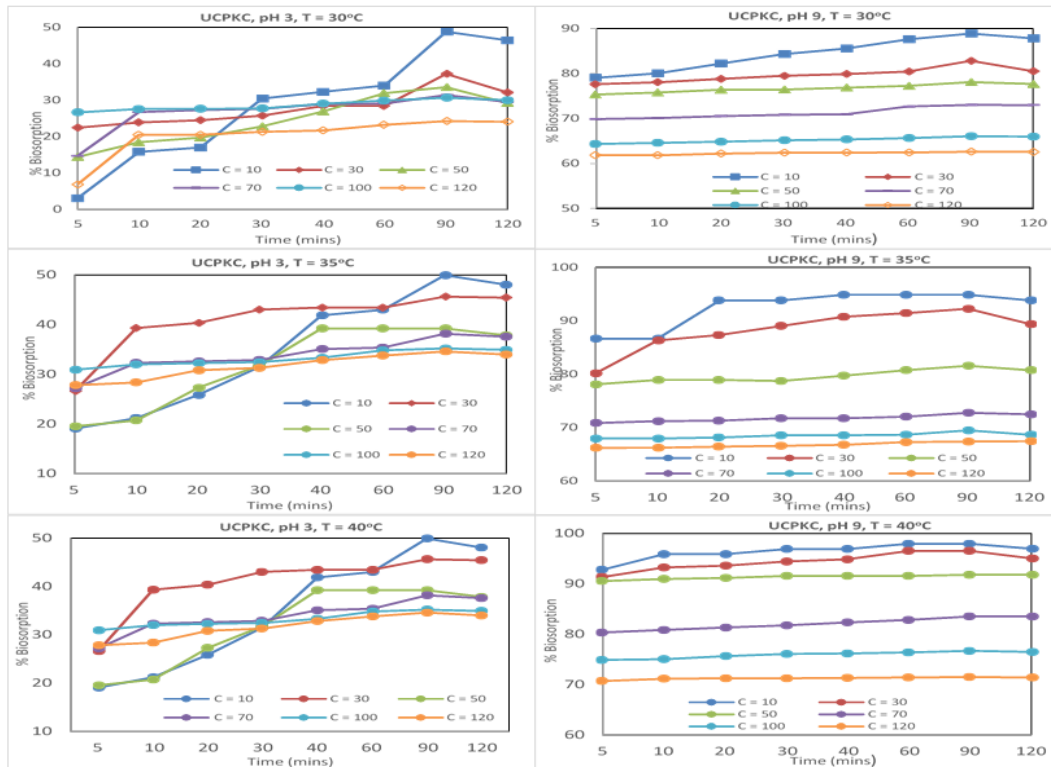 UCPKC, pH 3, T = 30ºC
50
40
30
20
10
0
% Biosorption
C = 10 C = 30 C = 50
C = 70 C = 100 C = 120
5 10 20 30 40 60 90 120
Time (mins)
UCPKC, pH 9, T = 30ºC
90
80
70
60
50
% Biosorption
C = 10 C = 30
C = 50 C = 70
C = 100 C = 120
5 10 20 30 40 60 90 120
Time (mins)
UCPKC, pH 3, T = 35ºC
50
40
30
20
10
% Biosorption
C = 10 C = 30
C = 50 C = 70
C = 100 C = 120
5 10 20 30 40 60 90 120
Time (mins)
UCPKC, pH 9, T = 35ºC
100
90
80
70
60
% Biosorption
C = 10 C = 30 C = 50
C = 70 C = 100 C = 120
5 10 20 30 40 60 90 120
Time (mins)
UCPKC, pH 3, T = 40ºC
50
40
30
20
10
% Biosorption
C = 10 C = 30 C = 50
C = 70 C = 100 C = 120
5 10 20 30 40 60 90 120
Time (mins)
UCPKC, pH 9, T = 40ºC
100
90
80
70
60
% Biosorption
C = 10 C = 30
C = 50 C = 70
C = 100 C = 120
5 10 20 30 40 60 90 120
Time (mins)